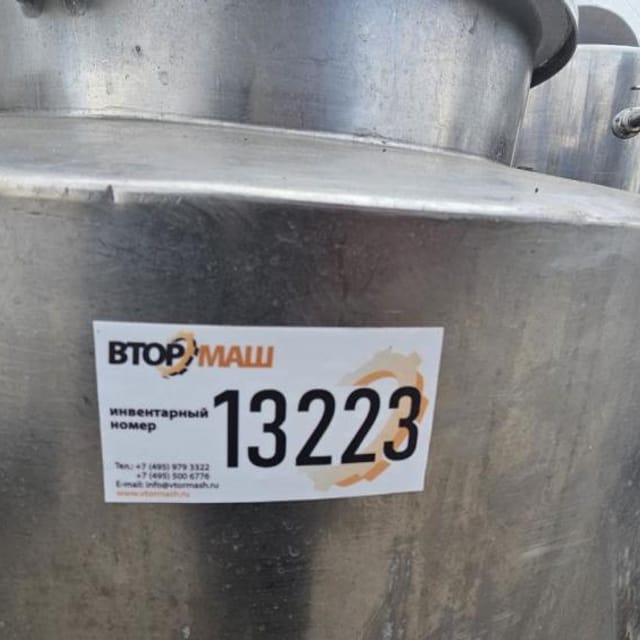 ВТОРМАШ
инвентарный
номер
13223
Тел.: +7 (495) 979 3322
+7 (495) 500 6776
E-mail: info@vtormash.ru
www.vtormash.ru